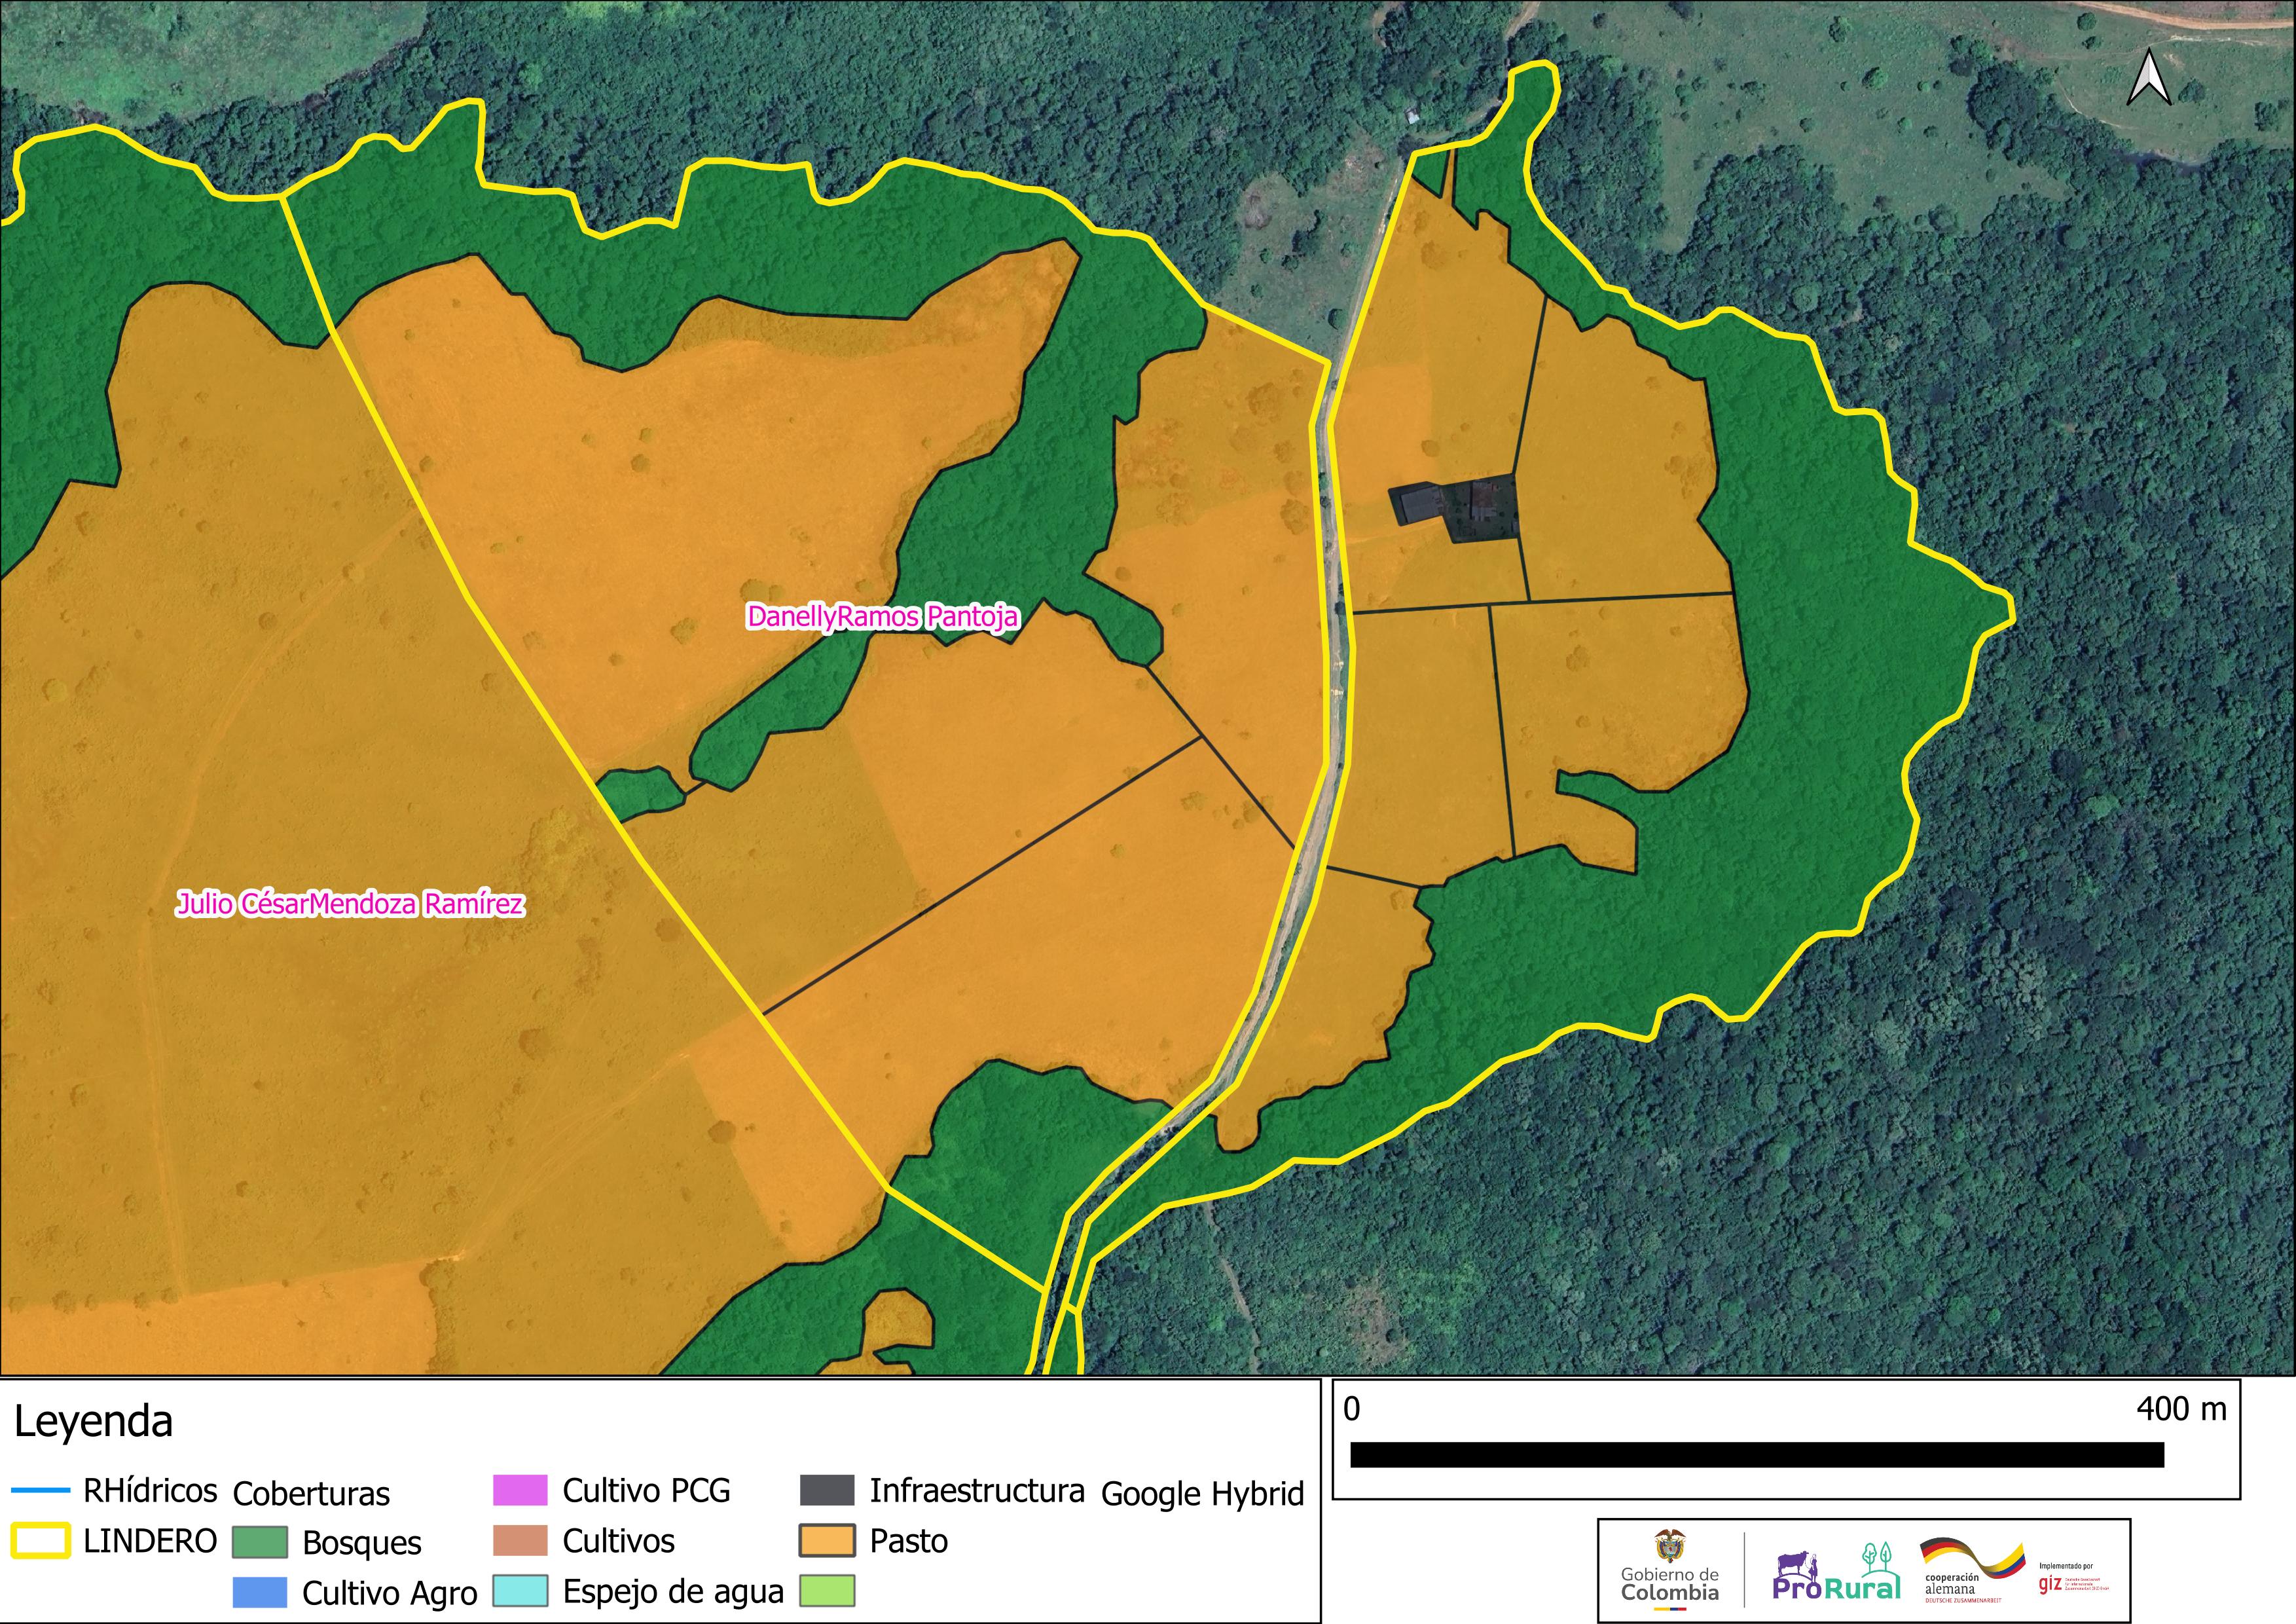 DanellyRamos Pantoja
Julio CésarMendoza Ramírez
Leyenda
RHídricos
LINDERO
Coberturas
Bosques
Cultivo Agro
Cultivo PCG
Cultivos
Espejo de agua
Infraestructura
Pasto
Google Hybrid
0 400 m
Gobierno de
Colombia
ProRural
cooperación
alemana
DEUTSCHE ZUSAMMENARBEIT
Implementado por
giz